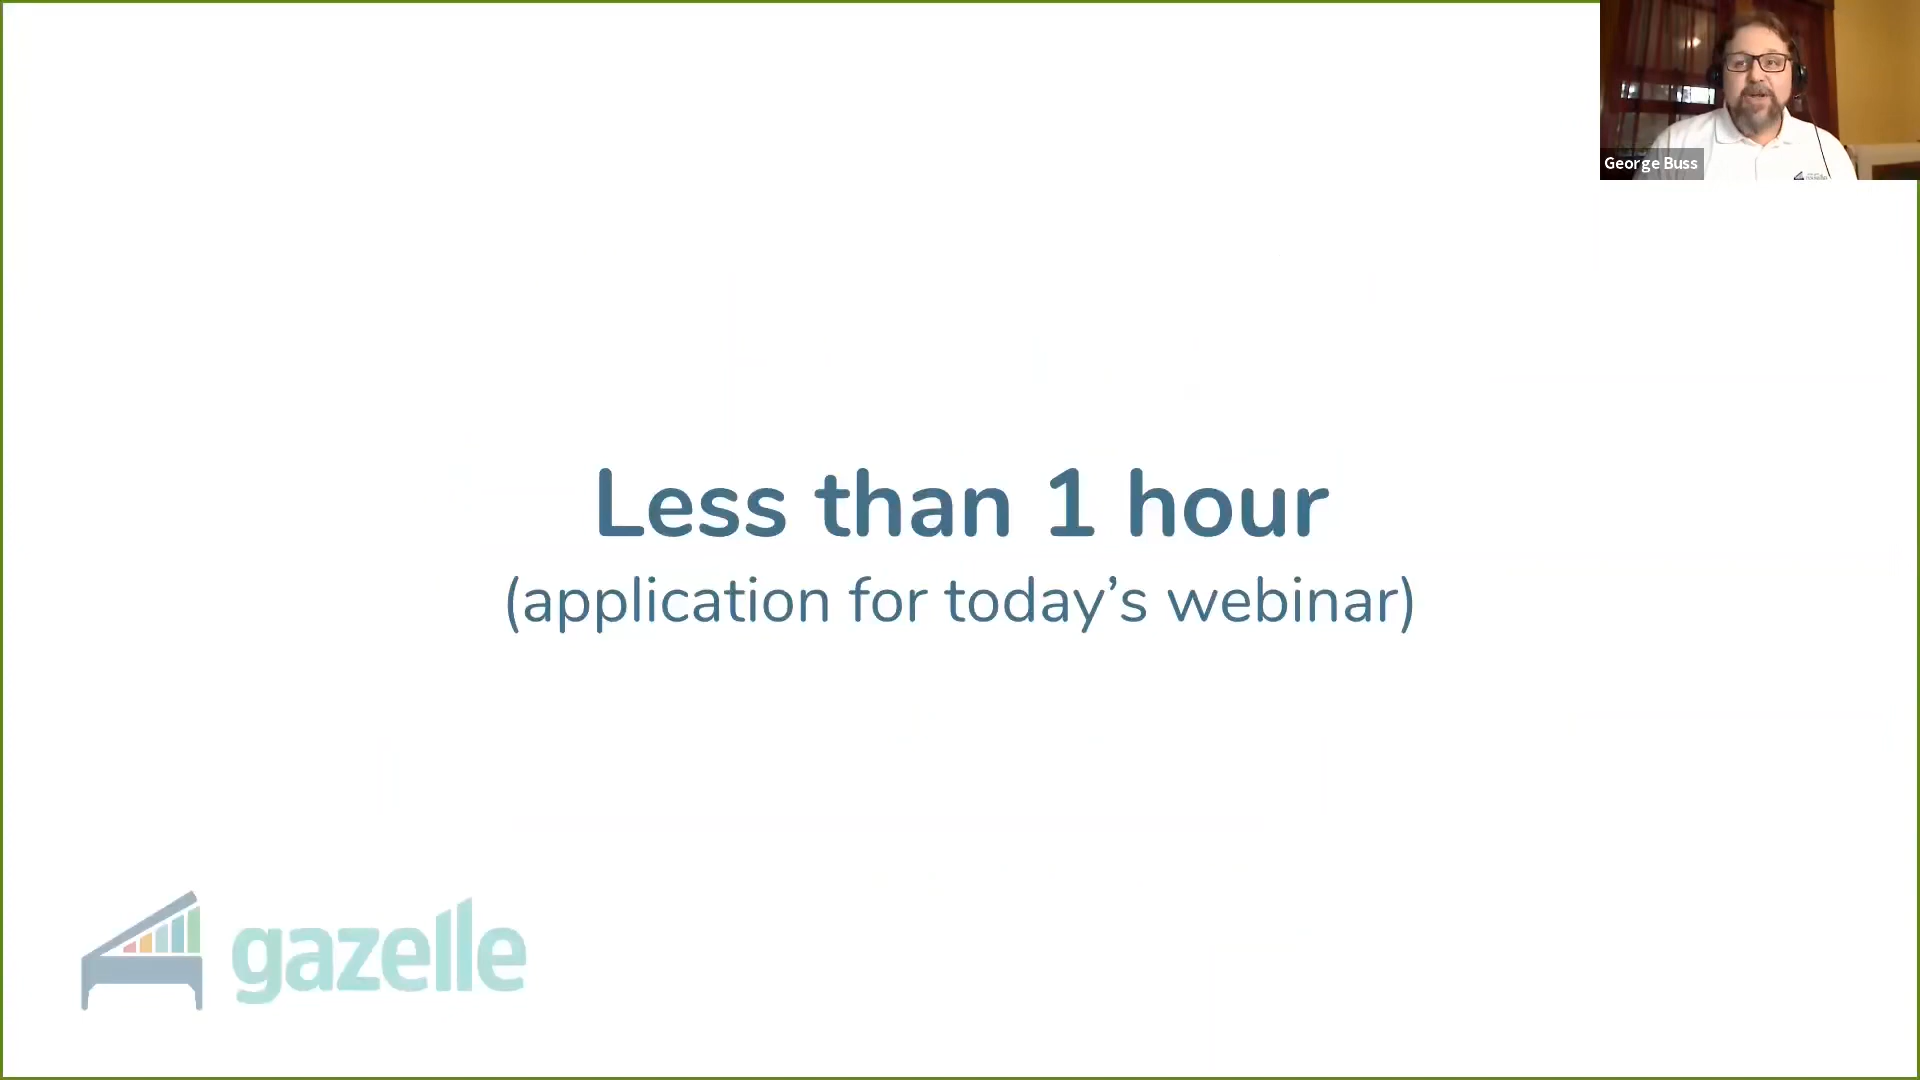 George Buss
Less than 1 hour
(application for today’s webinar)
gazelle